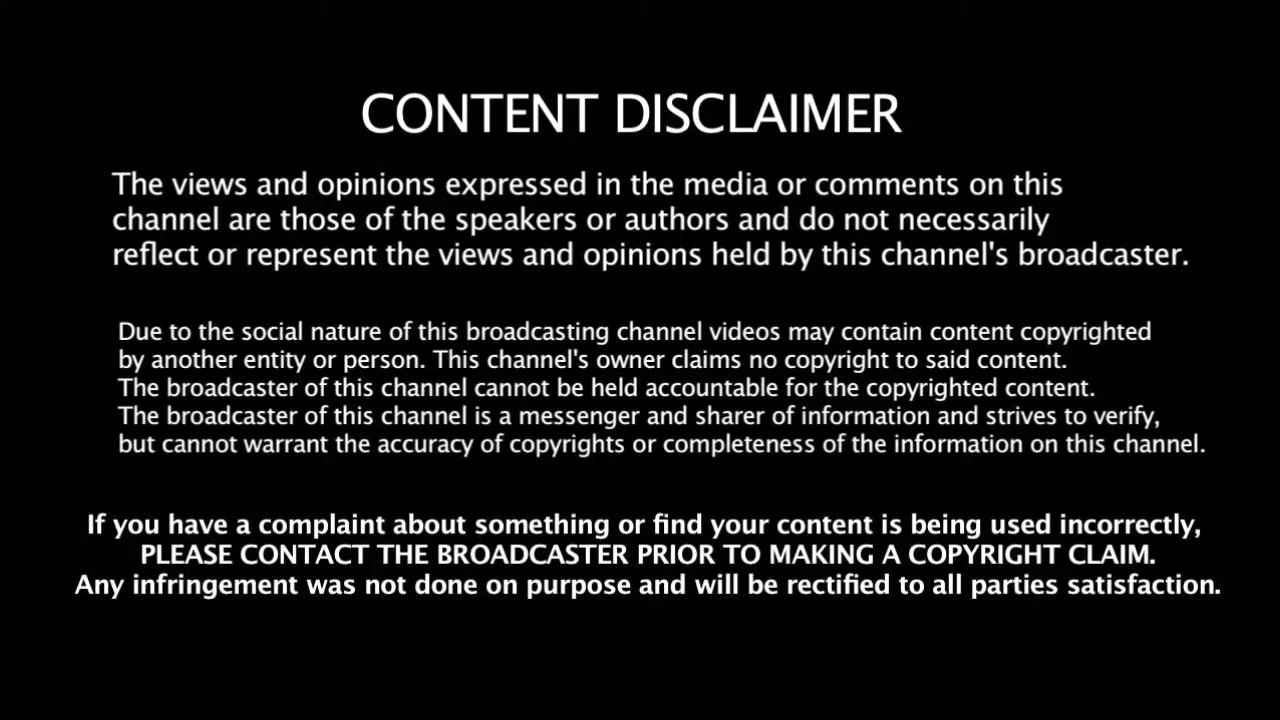 CONTENT DISCLAIMER
The views and opinions expressed in the media or comments on this
channel are those of the speakers or authors and do not necessarily
reflect or represent the views and opinions held by this channel's broadcaster.
Due to the social nature of this broadcasting channel videos may contain content copyrighted
by another entity or person. This channel's owner claims no copyright to said content.
The broadcaster of this channel cannot be held accountable for the copyrighted content.
The broadcaster of this channel is a messenger and sharer of information and strives to verify,
but cannot warrant the accuracy of copyrights or completeness of the information on this channel.
If you have a complaint about something or find your content is being used incorrectly,
PLEASE CONTACT THE BROADCASTER PRIOR TO MAKING A COPYRIGHT CLAIM.
Any infringement was not done on purpose and will be rectified to all parties satisfaction.